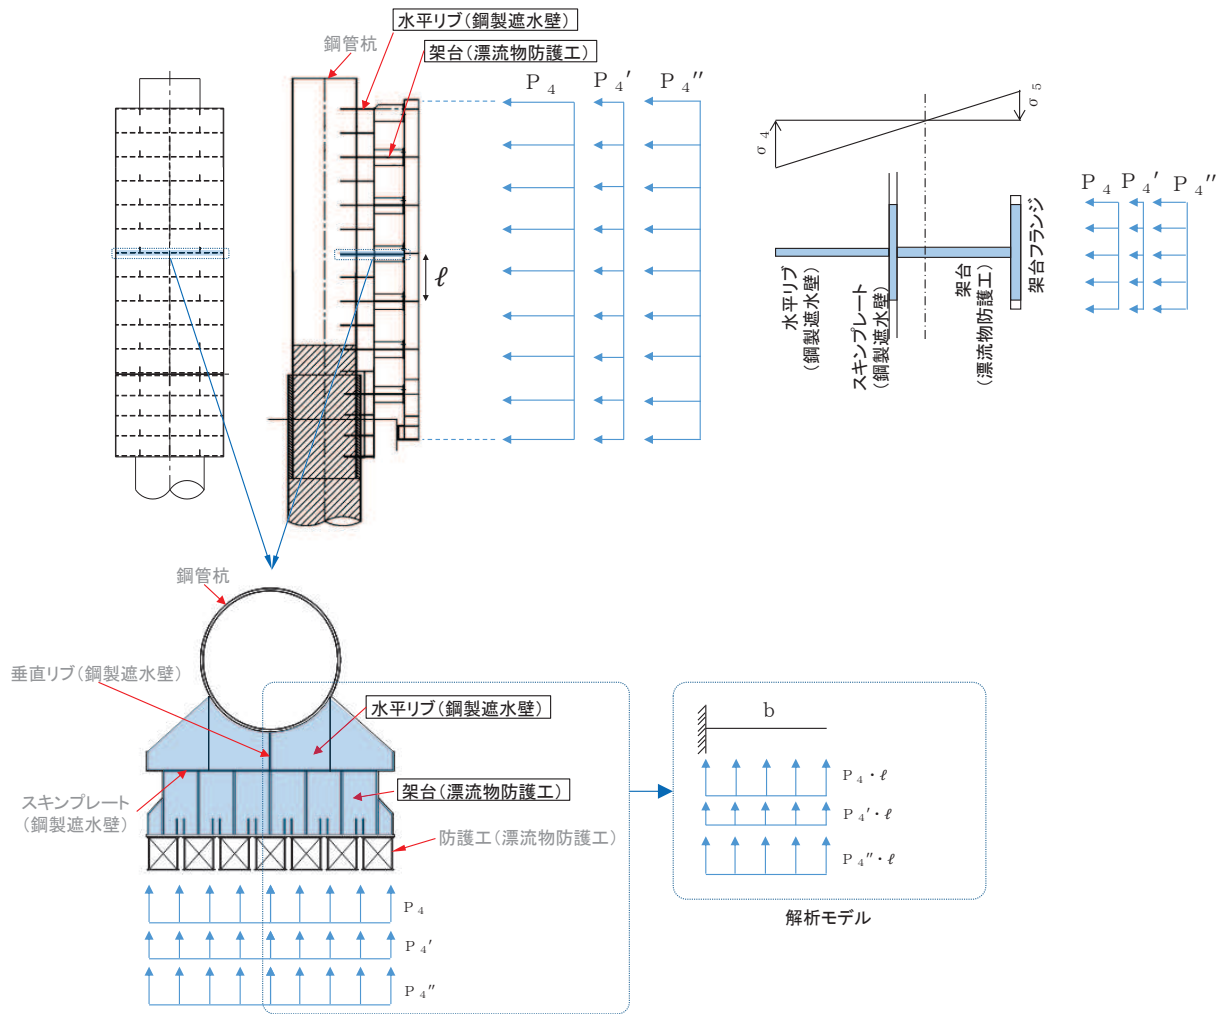 水平リブ(鋼製遮水壁)
鋼管杭
架台(漂流物防護工)
P₄
P₄′
P₄″
ℓ
σ₄
σ₅
P₄
P₄′
P₄″
水平リブ
(鋼製遮水壁)
スキンプレート
(鋼製遮水壁)
架台
(漂流物防護工)
架台フランジ
鋼管杭
垂直リブ(鋼製遮水壁)
水平リブ(鋼製遮水壁)
架台(漂流物防護工)
スキンプレート
(鋼製遮水壁)
防護工(漂流物防護工)
P₄
P₄′
P₄″
b
P₄・ℓ
P₄′・ℓ
P₄″・ℓ
解析モデル